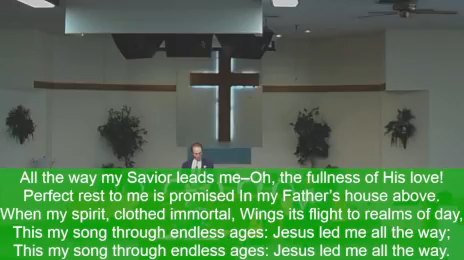 All the way my Savior leads me–Oh, the fullness of His love!
Perfect rest to me is promised In my Father's house above.
When my spirit, clothed immortal, Wings its flight to realms of day,
This my song through endless ages: Jesus led me all the way;
This my song through endless ages: Jesus led me all the way.